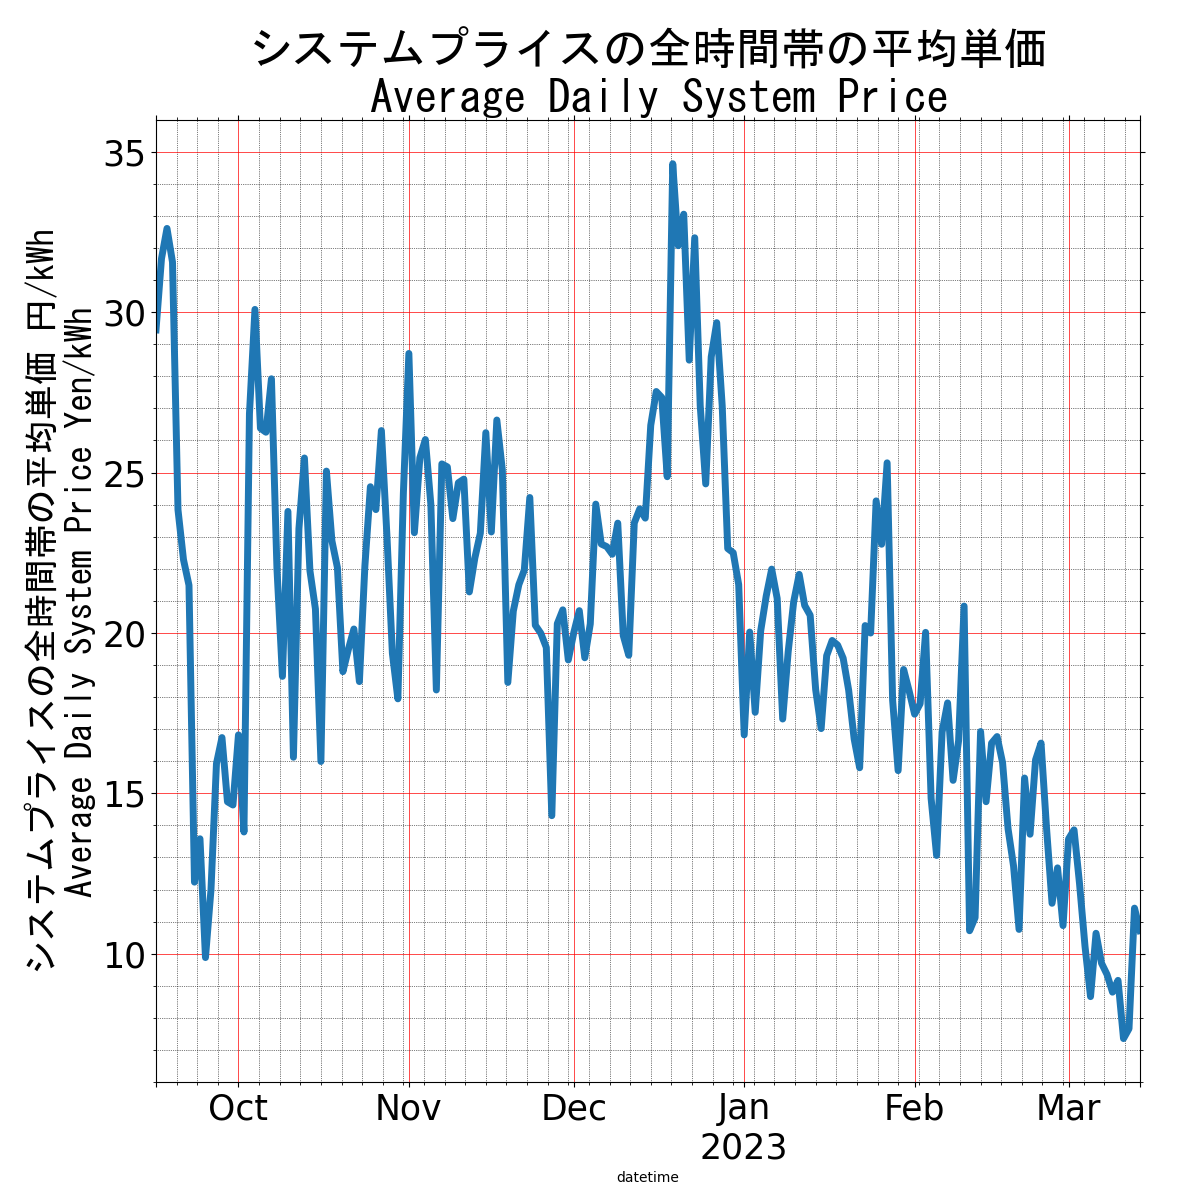 システムプライスの全時間帯の平均単価
Average Daily System Price
システムプライスの全時間帯の平均単価 円/kWh
Average Daily System Price Yen/kWh
35
30
25
20
15
10
Oct
Nov
Dec
Jan
2023
Feb
Mar
datetime